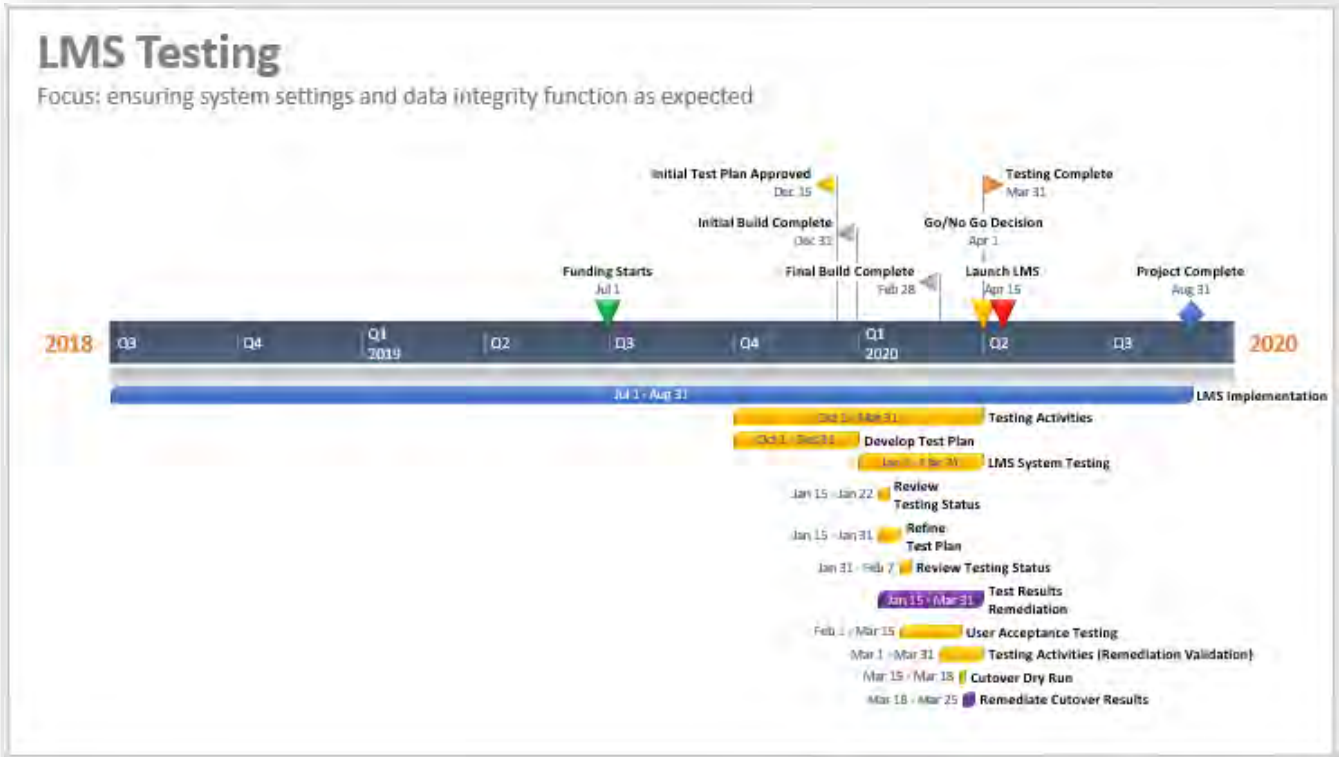 LMS Testing
Focus: ensuring system settings and data integrity function as expected
Initial Test Plan Approved
Dec 15
Testing Complete
Mar 31
Initial Build Complete
Dec 31
Go/No Go Decision
Apr 1
Funding Starts
Jul 1
Final Build Complete
Feb 28
Launch LMS
Apr 15
Project Complete
Aug 31
2018
Q3
Q4
Q1
2019
Q2
Q3
Q4
Q1
2020
Q2
Q3
2020
Jul 1 - Aug 31
LMS Implementation
Oct 1 - Mar 31
Testing Activities
Oct 1 - Dec 31
Develop Test Plan
LMS System Testing
Jan 15 - Jan 22
Review
Testing Status
Jan 15 - Jan 31
Refine
Test Plan
Jan 31 - Feb 7
Review Testing Status
Jan 15 - Mar 31
Test Results
Remediation
Feb 1 - Mar 15
User Acceptance Testing
Mar 1 - Mar 31
Testing Activities (Remediation Validation)
Mar 15 - Mar 18
Cutover Dry Run
Mar 18 - Mar 25
Remediate Cutover Results